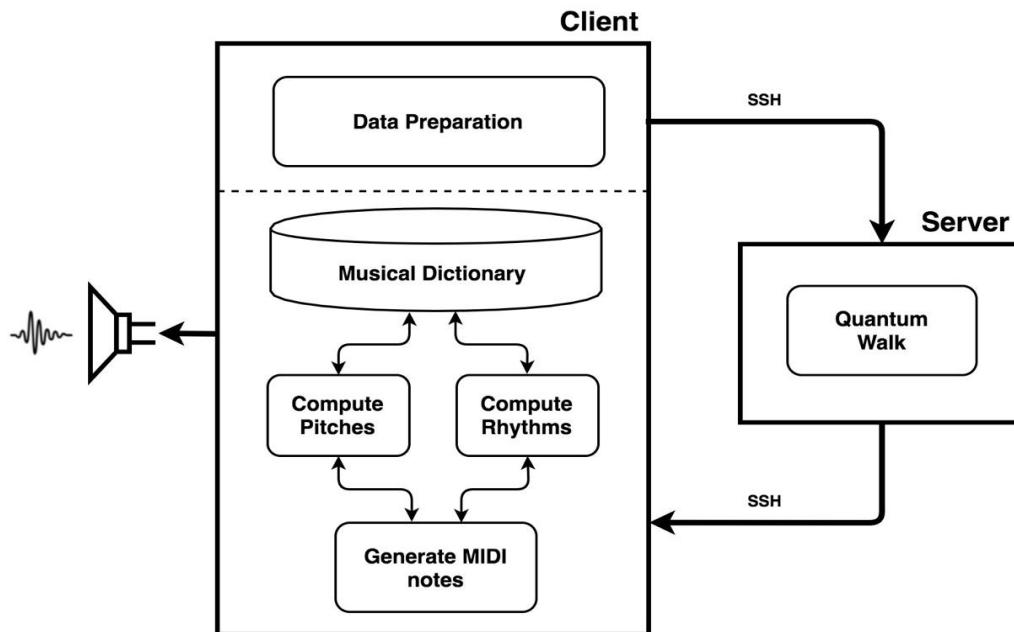 Client
Data Preparation
SSH
Server
Musical Dictionary
Quantum
Walk
Compute
Pitches
Compute
Rhythms
SSH
Generate MIDI
notes